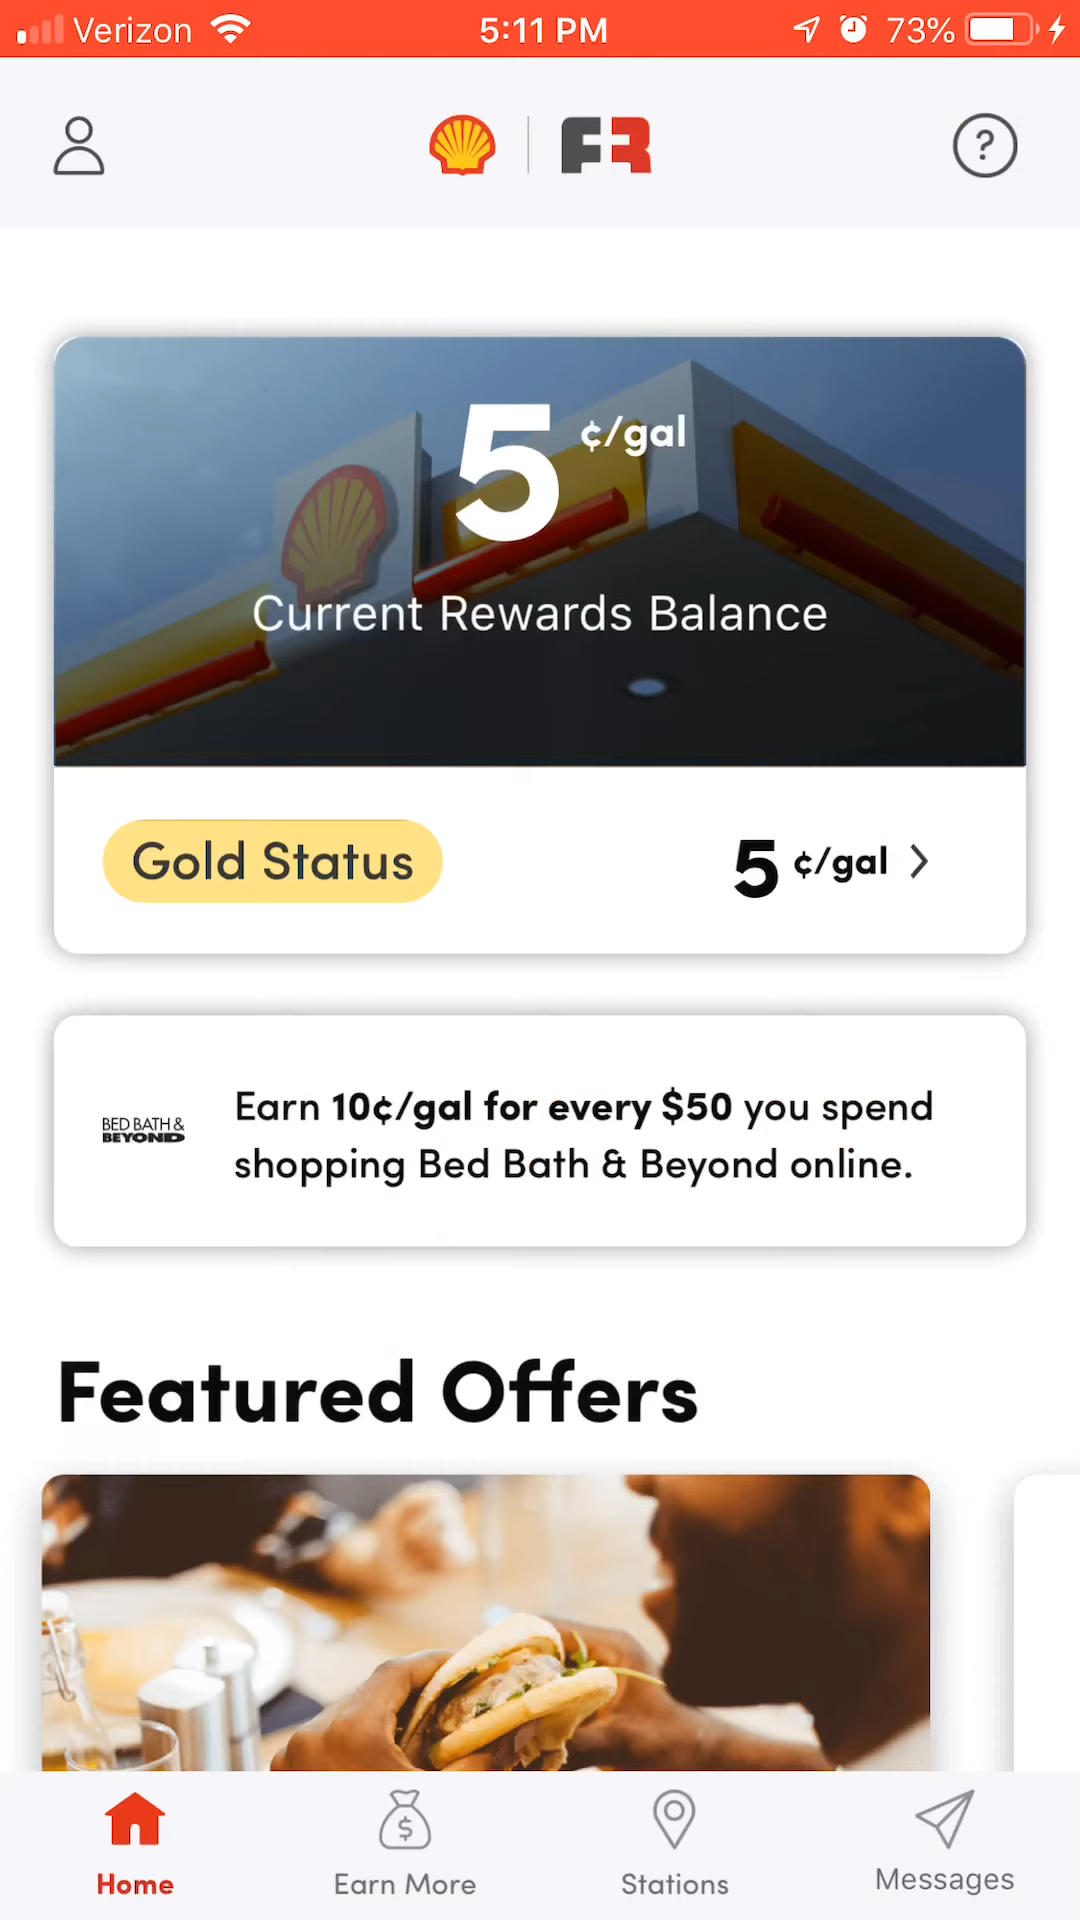 Verizon 5:11 PM 73%
FR ?
5 ¢/gal
Current Rewards Balance
Gold Status 5 ¢/gal
BED BATH &
BEYOND
Earn 10¢/gal for every $50 you spend
shopping Bed Bath & Beyond online.
Featured Offers
$
Home Earn More Stations Messages